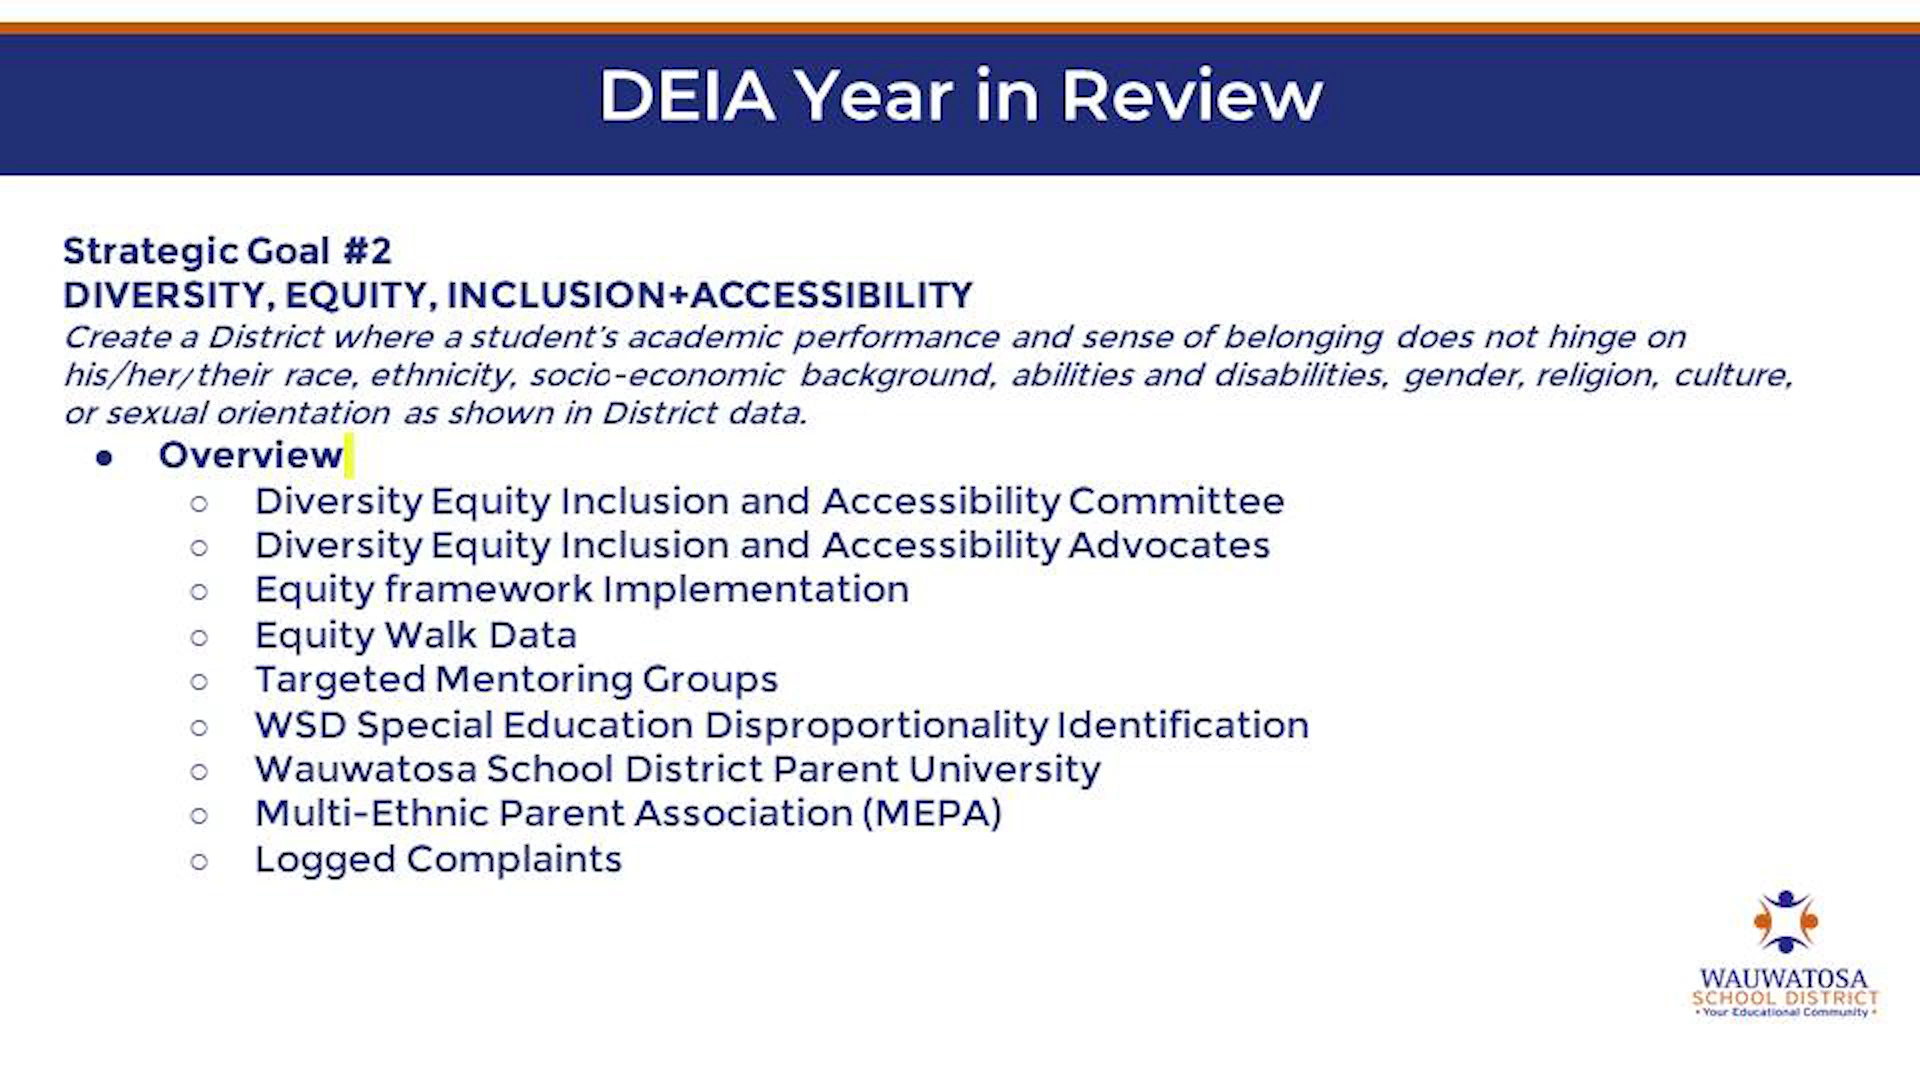 DEIA Year in Review
Strategic Goal #2
DIVERSITY, EQUITY, INCLUSION+ACCESSIBILITY
Create a District where a student's academic performance and sense of belonging does not hinge on
his/her/their race, ethnicity, socio-economic background, abilities and disabilities, gender, religion, culture,
or sexual orientation as shown in District data.
● Overview
○ Diversity Equity Inclusion and Accessibility Committee
○ Diversity Equity Inclusion and Accessibility Advocates
○ Equity framework Implementation
○ Equity Walk Data
○ Targeted Mentoring Groups
○ WSD Special Education Disproportionality Identification
○ Wauwatosa School District Parent University
○ Multi-Ethnic Parent Association (MEPA)
○ Logged Complaints
WAUWATOSA
SCHOOL DISTRICT
• Your Educational Community •